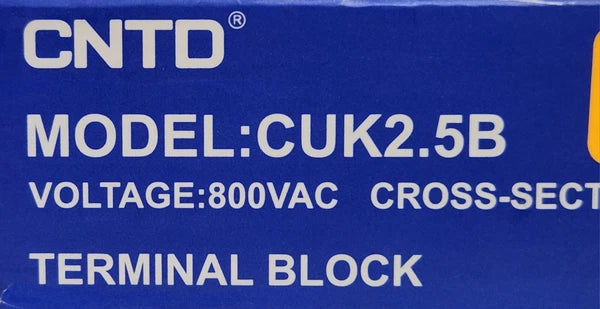 CNTD®
MODEL:CUK2.5B
VOLTAGE:800VAC CROSS-SECT
TERMINAL BLOCK